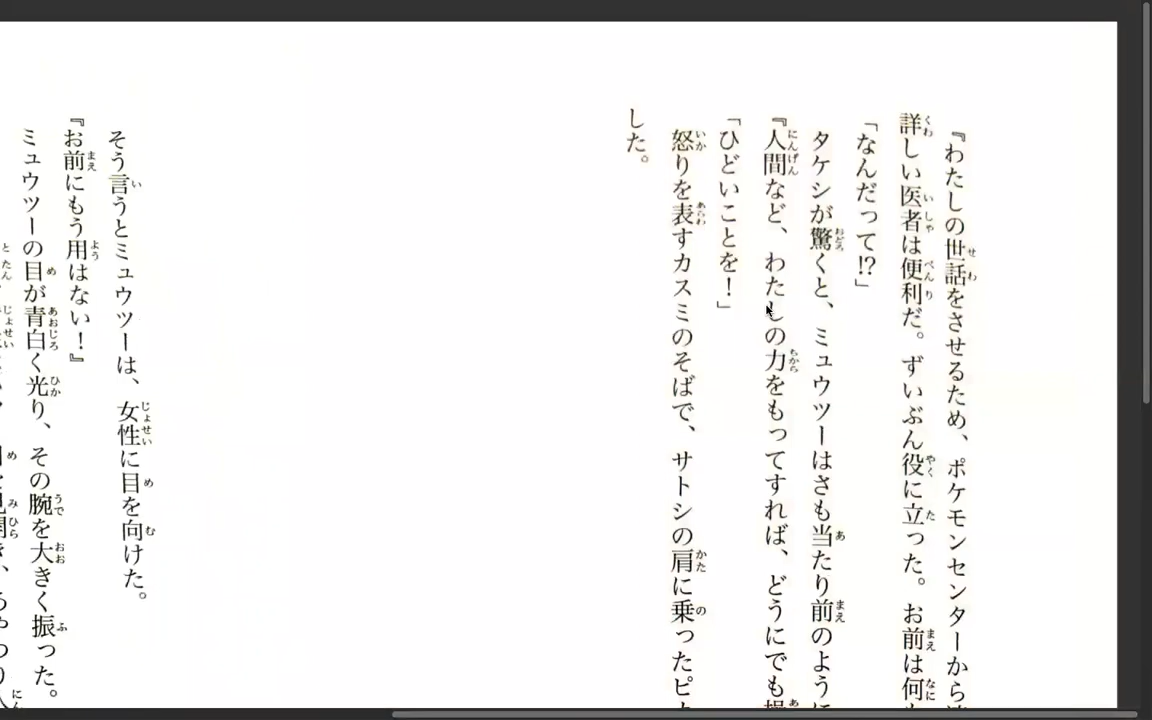 『わたしの世話をさせるため、ポケモンセンターから
詳しい医者は便利だ。ずいぶん役に立った。お前は何
「なんだって!?」
タケシが驚くと、ミュウツーはさも当たり前のように
『人間など、わたしの力をもってすれば、どうにでも操
「ひどいことを！」
怒りを表すカスミのそばで、サトシの肩に乗ったピカ
した。
そう言うとミュウツーは、女性に目を向けた。
『お前にもう用はない！』
ミュウツーの目が青白く光り、その腕を大きく振った。